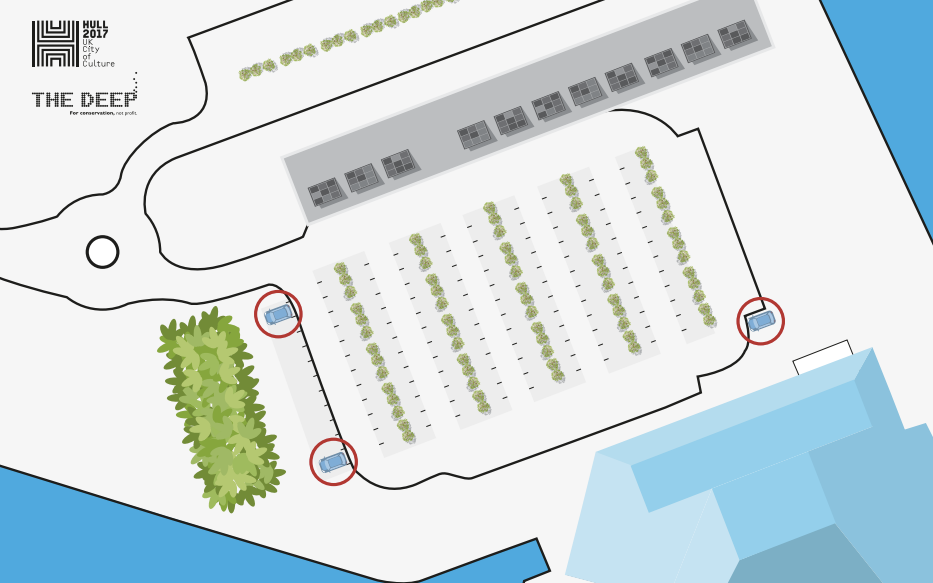 HULL
2017
UK
City
of
Culture
THE DEEP
For conservation, not profit.